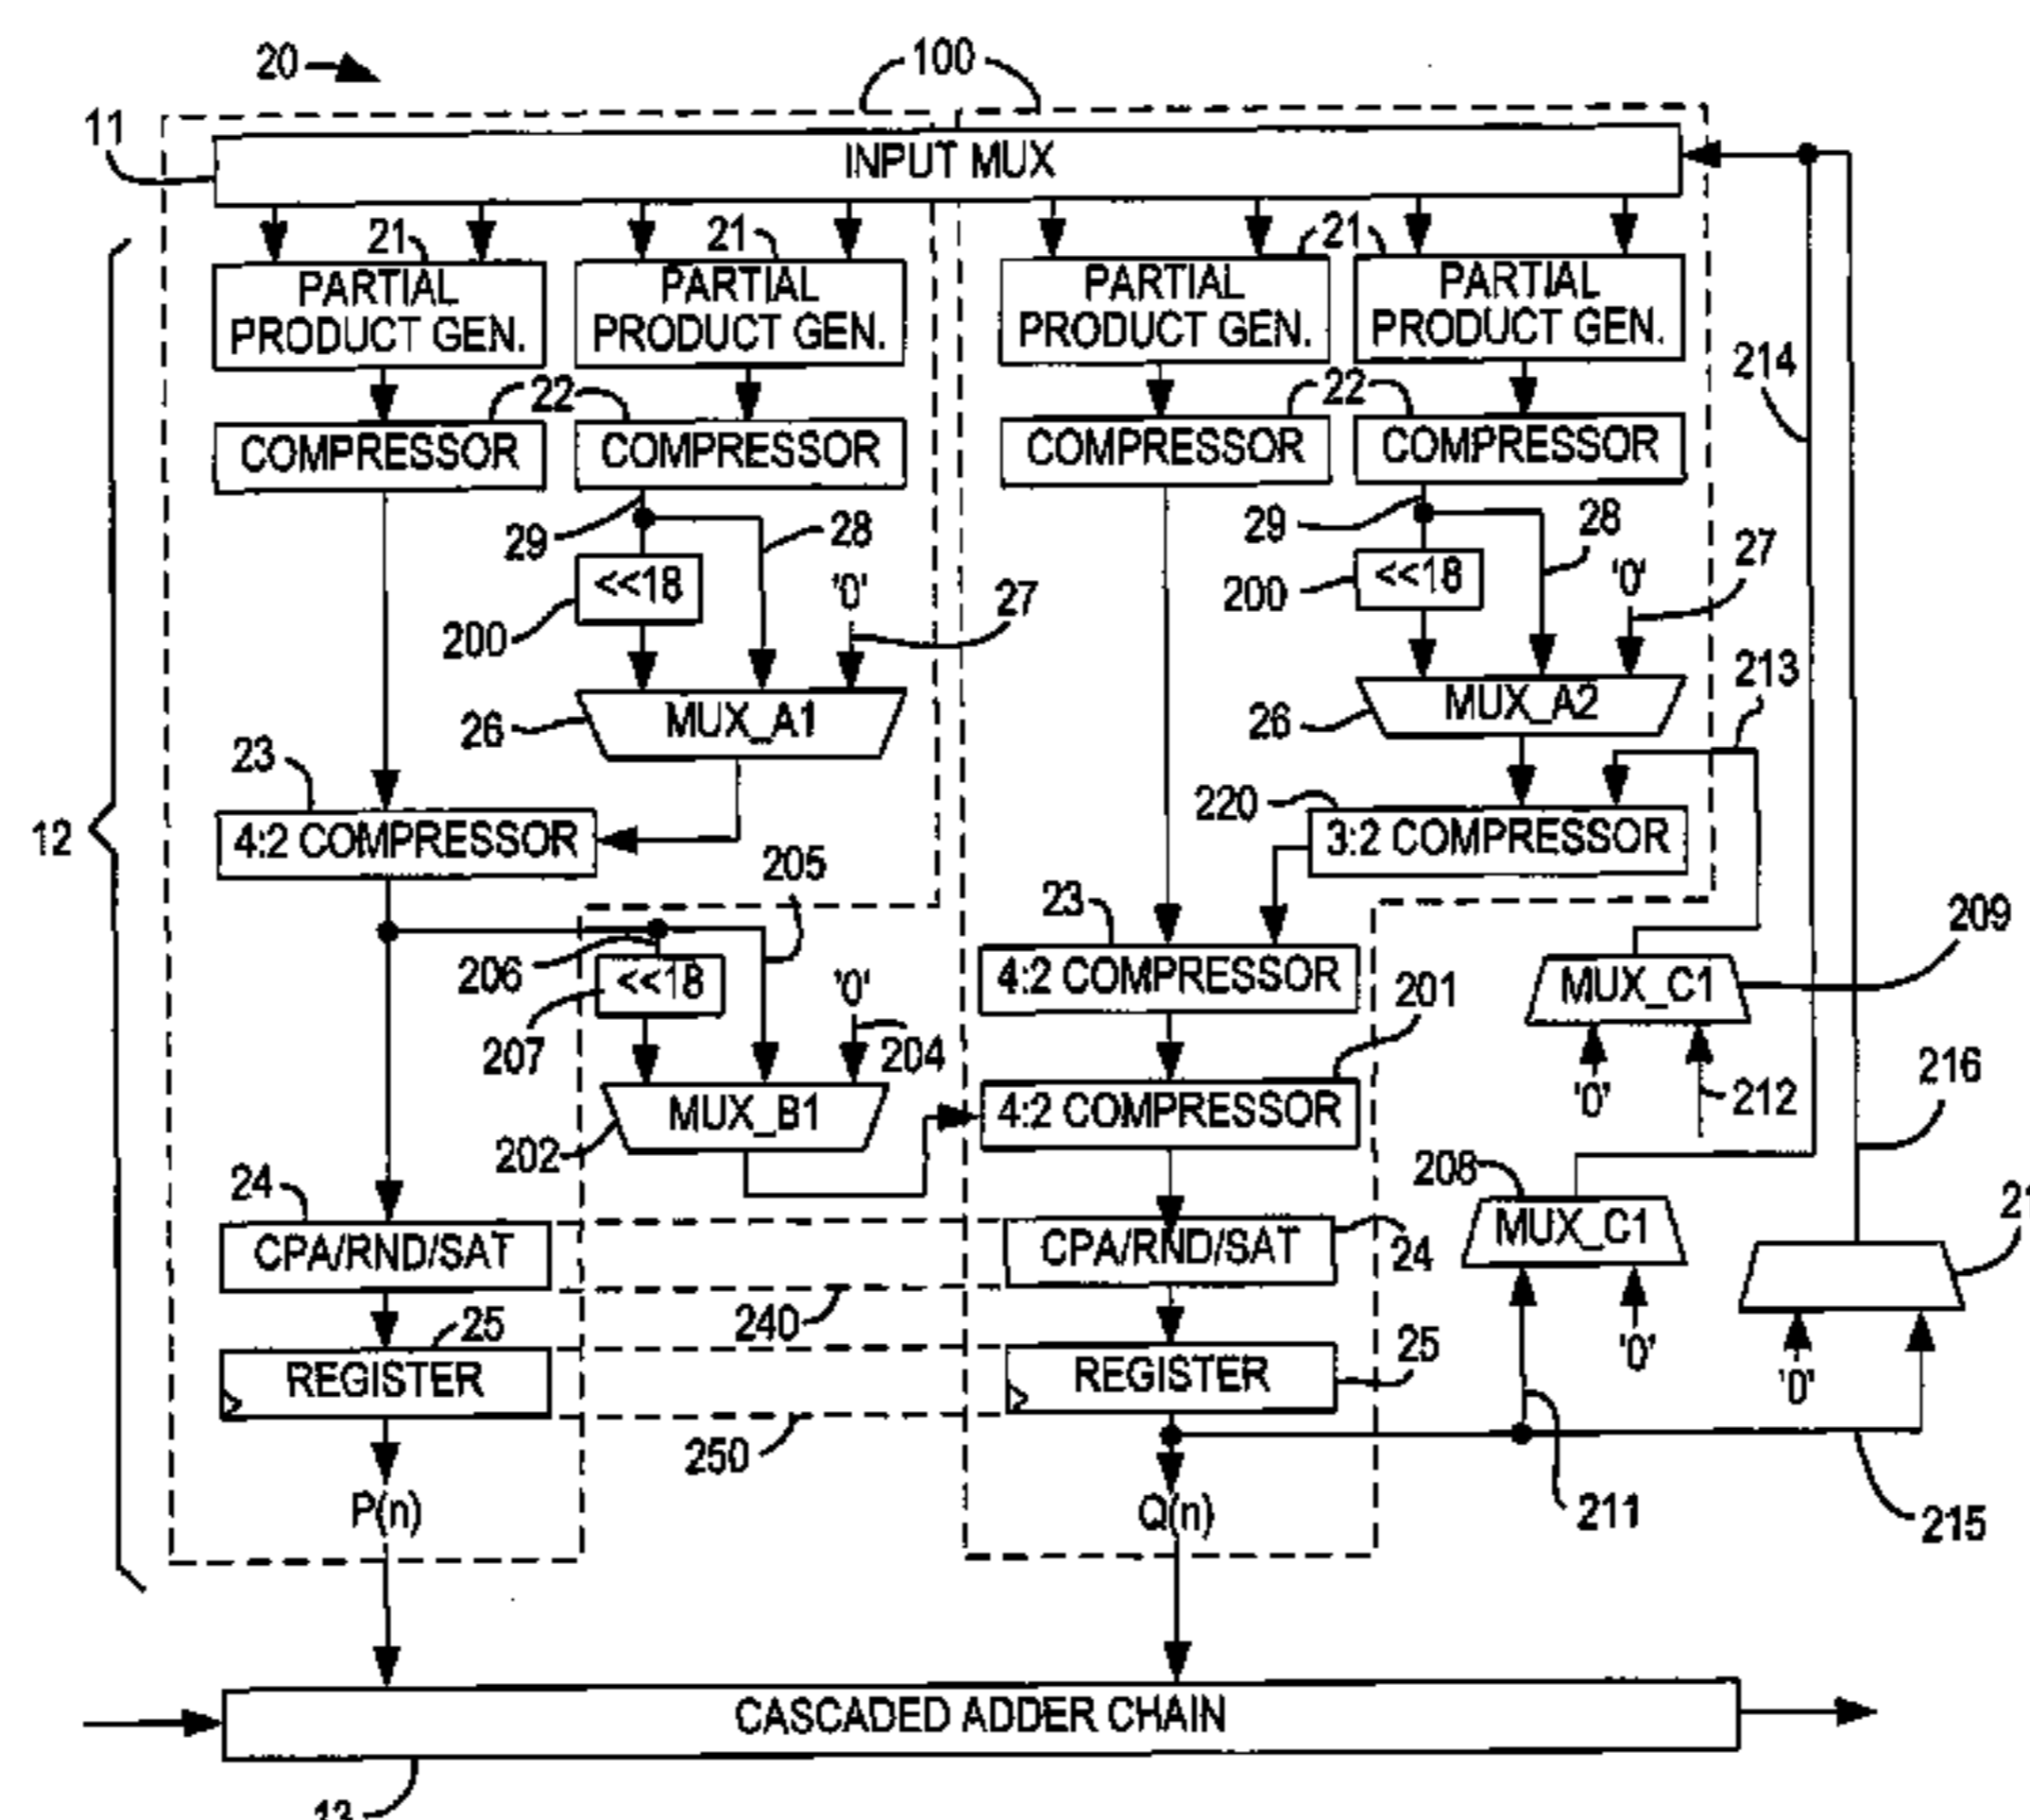 20
100
11
INPUT MUX
21
21
21
PARTIAL
PRODUCT GEN.
PARTIAL
PRODUCT GEN.
PARTIAL
PRODUCT GEN.
PARTIAL
PRODUCT GEN.
214
22
22
COMPRESSOR
COMPRESSOR
COMPRESSOR
COMPRESSOR
29
28
29
28
27
<<18
'0'
27
<<18
'0'
200
200
213
26
MUX_A1
26
MUX_A2
23
220
12
4:2 COMPRESSOR
3:2 COMPRESSOR
205
23
209
206
<<18
'0'
4:2 COMPRESSOR
201
MUX_C1
207
204
216
'0'
212
202
MUX_B1
4:2 COMPRESSOR
208
24
CPA/RND/SAT
CPA/RND/SAT
24
MUX_C1
240
25
'0'
25
'0'
REGISTER
REGISTER
250
P(n)
Q(n)
211
215
CASCADED ADDER CHAIN
13